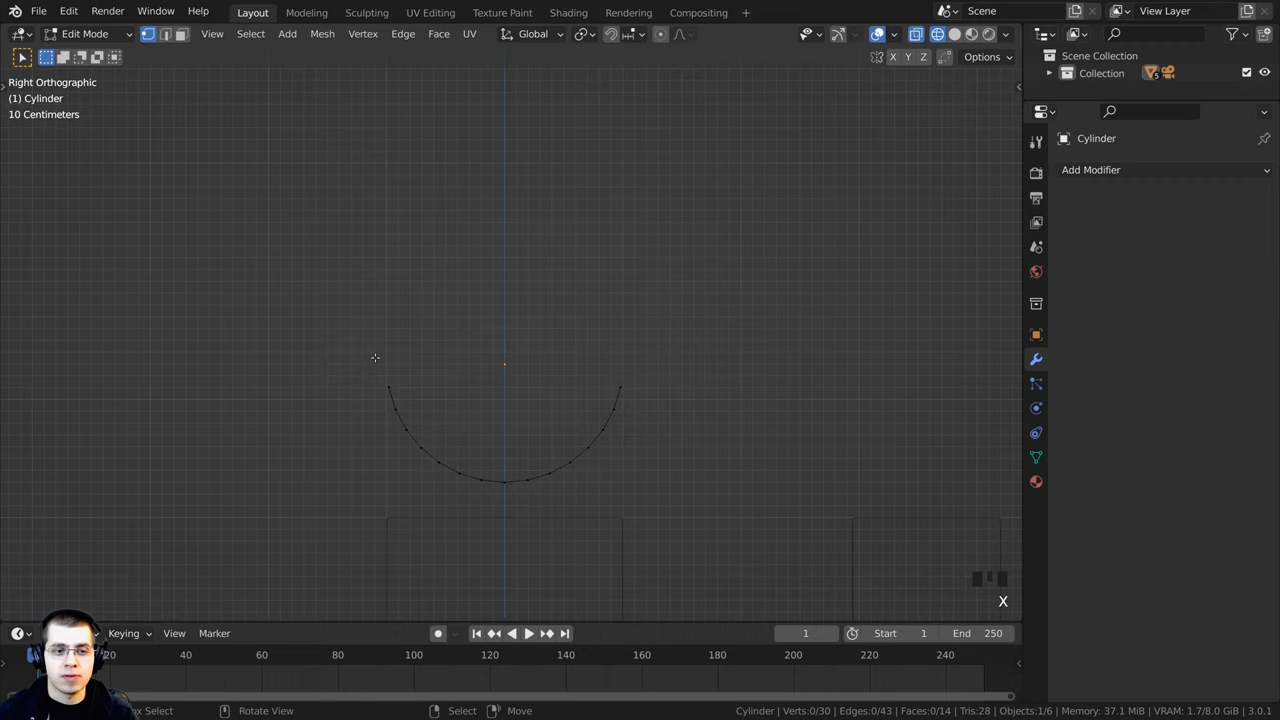 File Edit Render Window Help
Layout Modeling Sculpting UV Editing Texture Paint Shading Animation Rendering Compositing +
Scene
View Layer
Edit Mode
View Select Add Mesh Vertex Edge Face UV
Global
X Y Z
Options
Right Orthographic
(1) Cylinder
10 Centimeters
Scene Collection
Collection
5
Cylinder
Add Modifier
X
Keying View Marker
1
Start 1
End 250
20 40 60 80 100 120 140 160 180 200 220 240
Box Select
Rotate View
Select
Move
Cylinder | Verts:0/30 | Edges:0/43 | Faces:0/14 | Tris:28 | Objects:1/6 | Memory: 37.1 MiB | VRAM: 1.7/8.0 GiB | 3.0.1